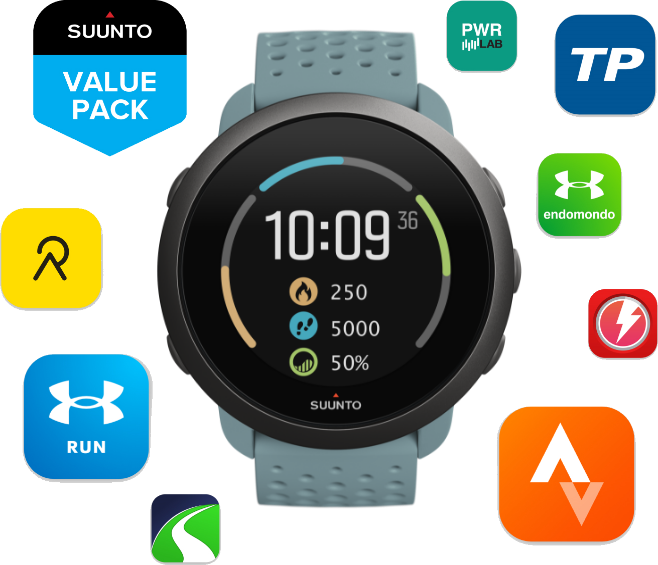 SUUNTO
VALUE
PACK
PWR
LAB
TP
endomondo
10:09 36
250
5000
50%
SUUNTO
RUN